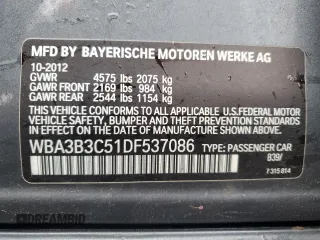 MFD BY BAYERISCHE MOTOREN WERKE AG
10-2012
GVWR 4575 lbs 2075 kg
GAWR FRONT 2169 lbs 984 kg
GAWR REAR 2544 lbs 1154 kg
THIS VEHICLE CONFORMS TO ALL APPLICABLE
U.S. FEDERAL MOTOR VEHICLE SAFETY, BUMPER,
AND THEFT PREVENTION STANDARDS IN EFFECT
ON THE DATE OF MANUFACTURE SHOWN ABOVE.
WBA3B3C51DF537086 TYPE: PASSENGER CAR
B39/
7 315 814